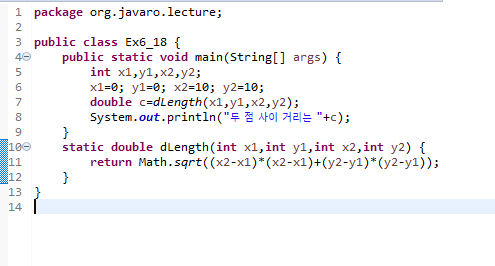 1 package org.javaro.lecture;
2
3 public class Ex6_18 {
4 public static void main(String[] args) {
5 int x1,y1,x2,y2;
6 x1=0; y1=0; x2=10; y2=10;
7 double c=dLength(x1,y1,x2,y2);
8 System.out.println("두 점 사이 거리는 "+c);
9 }
10 static double dLength(int x1,int y1,int x2,int y2) {
11 return Math.sqrt((x2-x1)*(x2-x1)+(y2-y1)*(y2-y1));
12 }
13 }
14